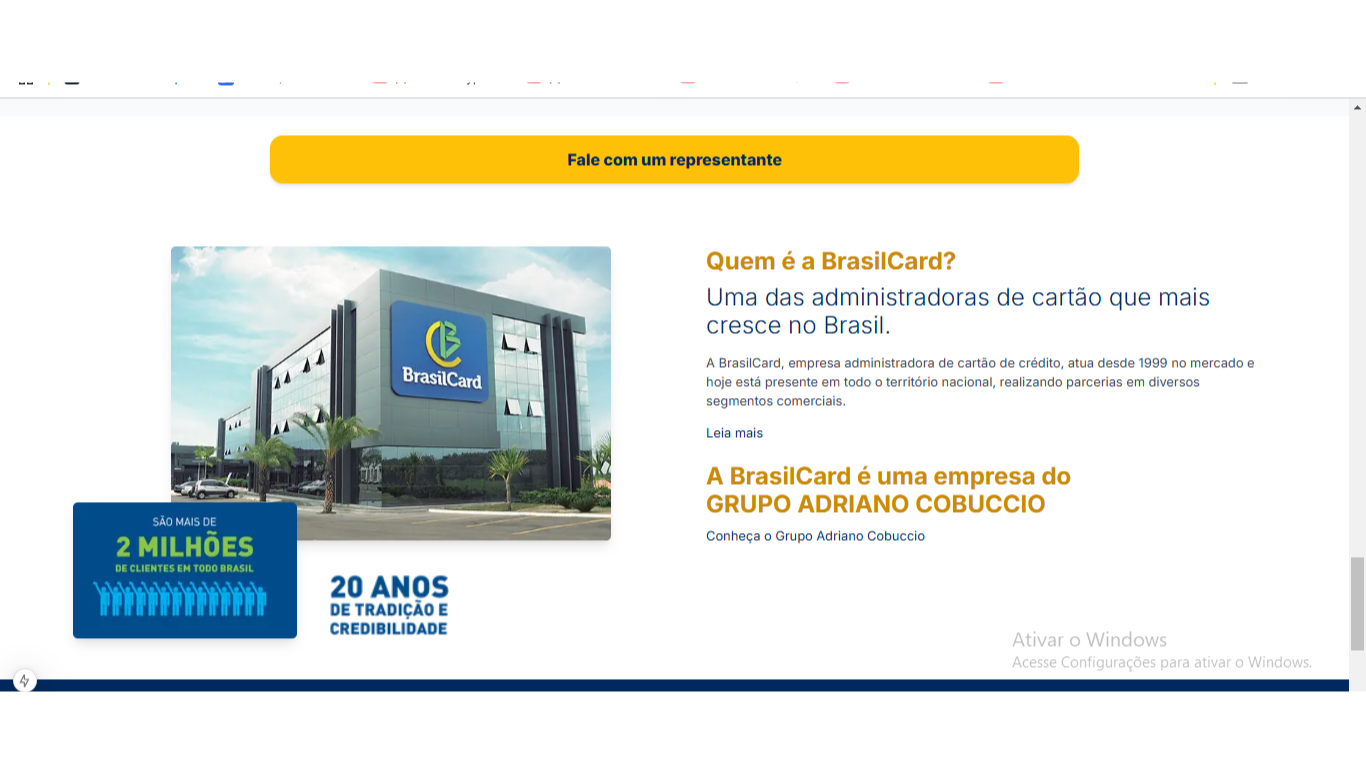 Fale com um representante
BrasilCard
SÃO MAIS DE
2 MILHÕES
DE CLIENTES EM TODO BRASIL
20 ANOS
DE TRADIÇÃO E
CREDIBILIDADE
Quem é a BrasilCard?
Uma das administradoras de cartão que mais
cresce no Brasil.
A BrasilCard, empresa administradora de cartão de crédito, atua desde 1999 no mercado e
hoje está presente em todo o território nacional, realizando parcerias em diversos
segmentos comerciais.
Leia mais
A BrasilCard é uma empresa do
GRUPO ADRIANO COBUCCIO
Conheça o Grupo Adriano Cobuccio
Ativar o Windows
Acesse Configurações para ativar o Windows.